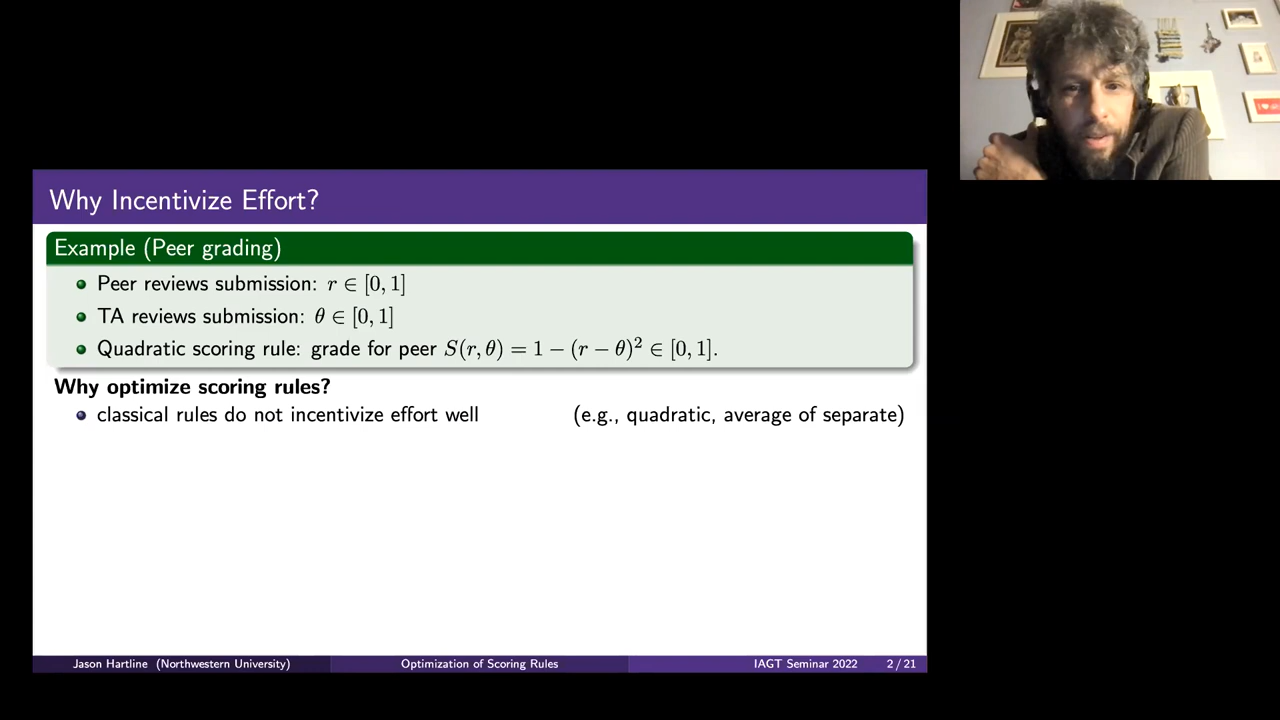 Why Incentivize Effort?
Example (Peer grading)
Peer reviews submission: r ∈ [0, 1]
TA reviews submission: θ ∈ [0, 1]
Quadratic scoring rule: grade for peer S(r, θ) = 1 − (r − θ)² ∈ [0, 1].
Why optimize scoring rules?
classical rules do not incentivize effort well (e.g., quadratic, average of separate)
Jason Hartline (Northwestern University) Optimization of Scoring Rules IAGT Seminar 2022 2 / 21